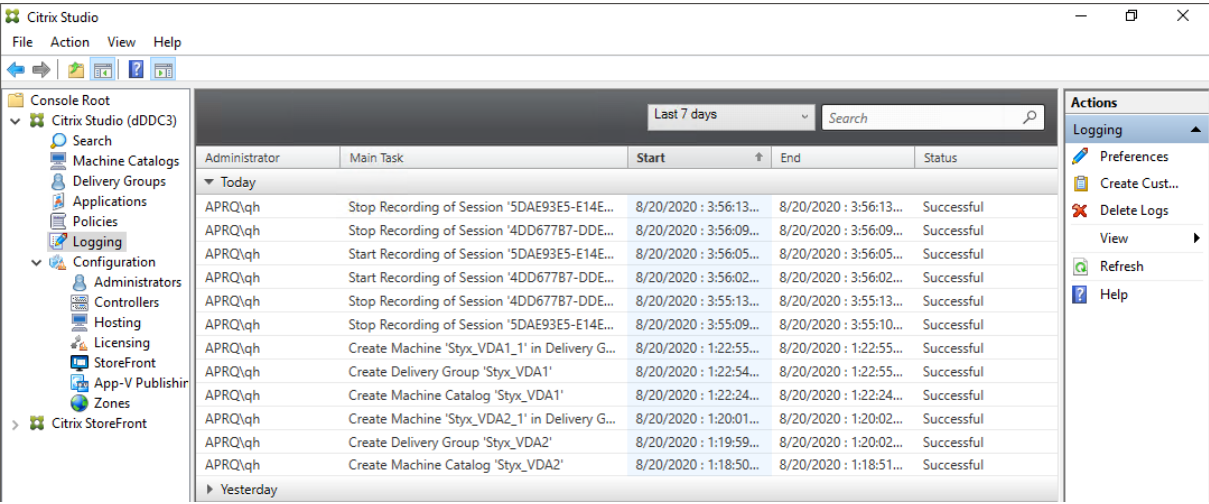 Citrix Studio
File Action View Help
Console Root
Citrix Studio (dDDC3)
Search
Machine Catalogs
Delivery Groups
Applications
Policies
Logging
Configuration
Administrators
Controllers
Hosting
Licensing
StoreFront
App-V Publishin
Zones
Citrix StoreFront
Last 7 days
Search
Administrator Main Task Start End Status
Today
APRQ\qh Stop Recording of Session '5DAE93E5-E14E... 8/20/2020 : 3:56:13... 8/20/2020 : 3:56:13... Successful
APRQ\qh Stop Recording of Session '4DD677B7-DDE... 8/20/2020 : 3:56:09... 8/20/2020 : 3:56:09... Successful
APRQ\qh Start Recording of Session '5DAE93E5-E14E... 8/20/2020 : 3:56:05... 8/20/2020 : 3:56:05... Successful
APRQ\qh Start Recording of Session '4DD677B7-DDE... 8/20/2020 : 3:56:02... 8/20/2020 : 3:56:02... Successful
APRQ\qh Stop Recording of Session '4DD677B7-DDE... 8/20/2020 : 3:55:13... 8/20/2020 : 3:55:13... Successful
APRQ\qh Stop Recording of Session '5DAE93E5-E14E... 8/20/2020 : 3:55:09... 8/20/2020 : 3:55:10... Successful
APRQ\qh Create Machine 'Styx_VDA1_1' in Delivery G... 8/20/2020 : 1:22:55... 8/20/2020 : 1:22:55... Successful
APRQ\qh Create Delivery Group 'Styx_VDA1' 8/20/2020 : 1:22:54... 8/20/2020 : 1:22:55... Successful
APRQ\qh Create Machine Catalog 'Styx_VDA1' 8/20/2020 : 1:22:24... 8/20/2020 : 1:22:24... Successful
APRQ\qh Create Machine 'Styx_VDA2_1' in Delivery G... 8/20/2020 : 1:20:01... 8/20/2020 : 1:20:02... Successful
APRQ\qh Create Delivery Group 'Styx_VDA2' 8/20/2020 : 1:19:59... 8/20/2020 : 1:20:02... Successful
APRQ\qh Create Machine Catalog 'Styx_VDA2' 8/20/2020 : 1:18:50... 8/20/2020 : 1:18:51... Successful
Yesterday
Actions
Logging
Preferences
Create Cust...
Delete Logs
View
Refresh
Help